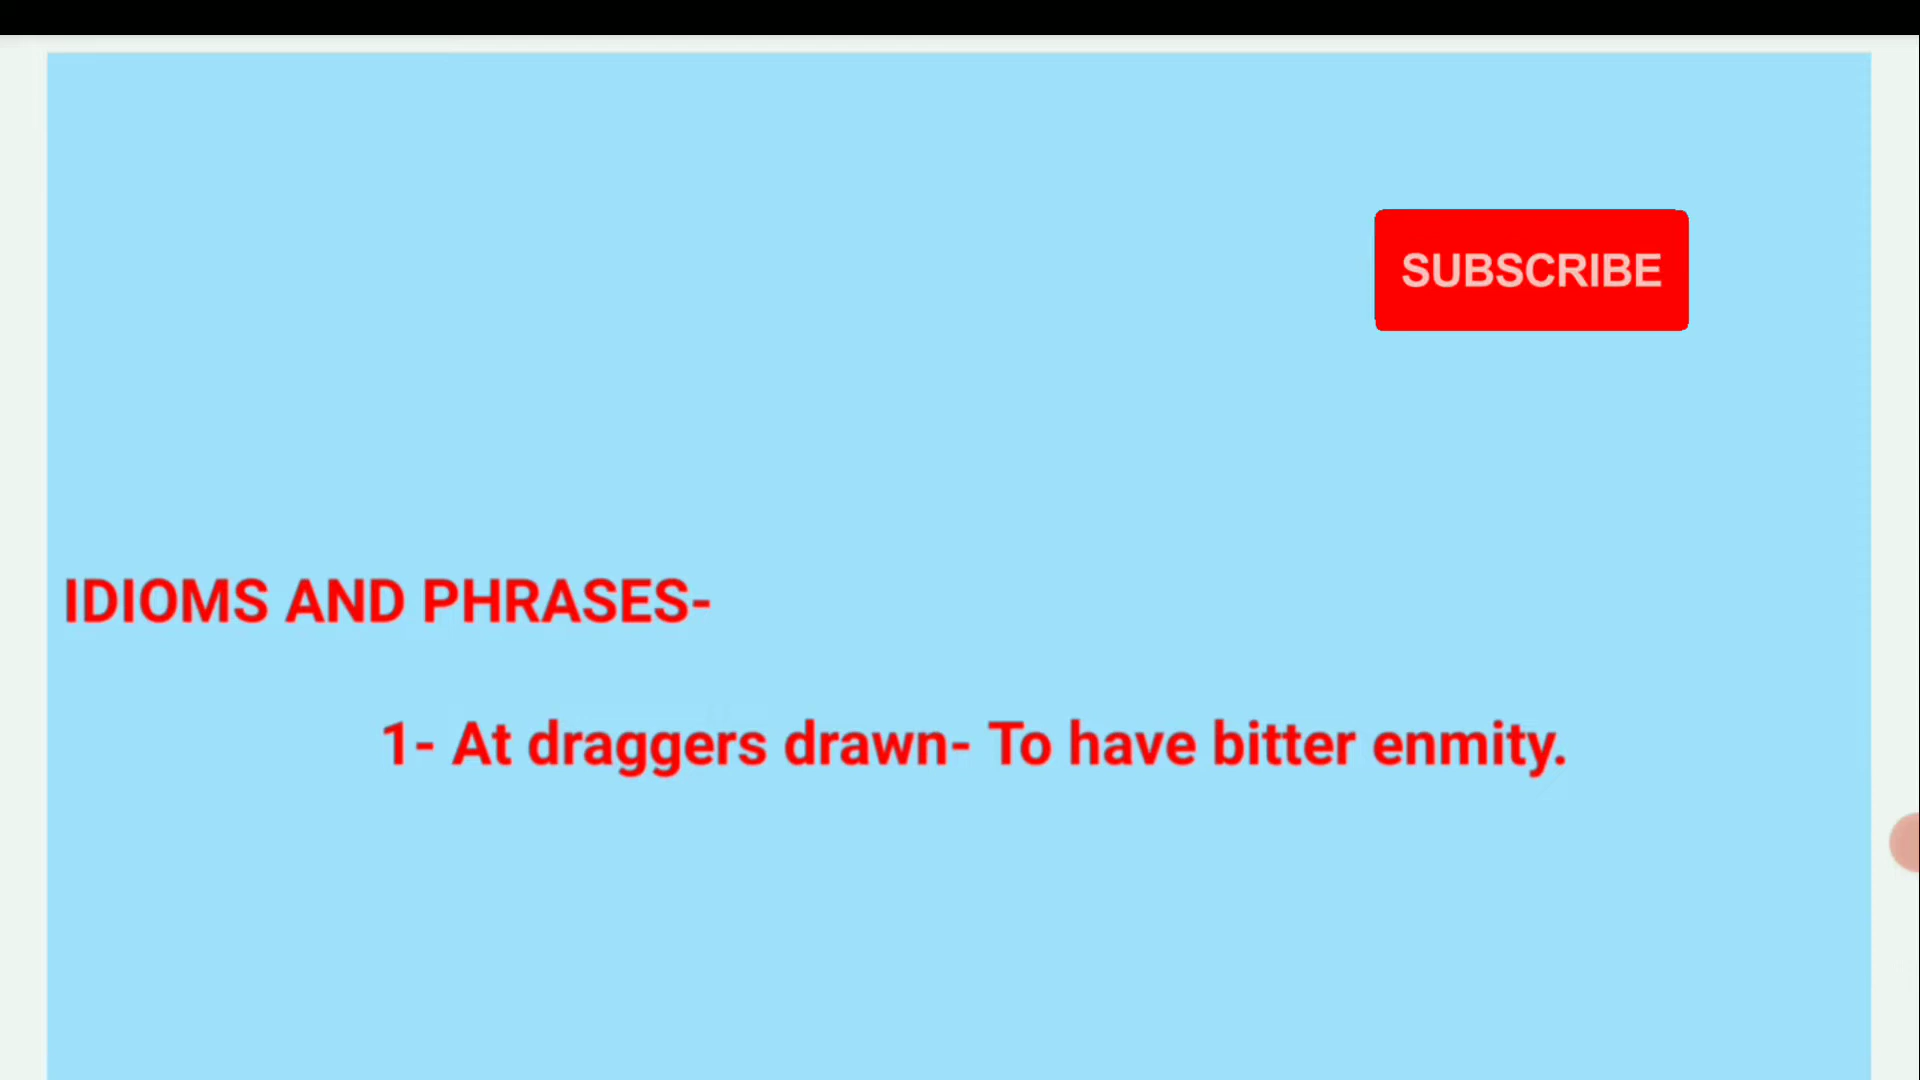 SUBSCRIBE
IDIOMS AND PHRASES-
1- At draggers drawn- To have bitter enmity.